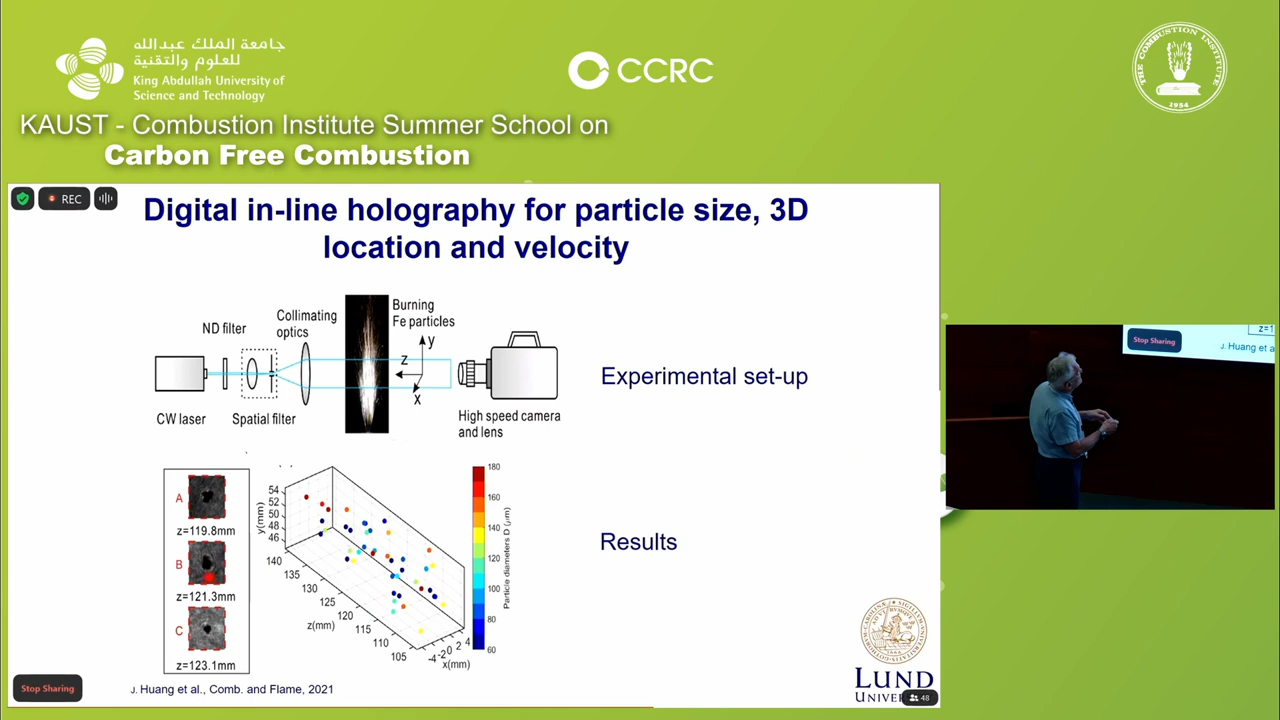 جامعة الملك عبدالله
للعلوم والتقنية
King Abdullah University of
Science and Technology
CCRC
THE COMBUSTION INSTITUTE
1954
KAUST - Combustion Institute Summer School on
Carbon Free Combustion
REC
Digital in-line holography for particle size, 3D
location and velocity
ND filter
Collimating
optics
Burning
Fe particles
y
z
x
CW laser
Spatial filter
High speed camera
and lens
Experimental set-up
A
z=119.8mm
B
z=121.3mm
C
z=123.1mm
y(mm)
54
52
50
48
46
140
135
130
125
120
115
110
105
z(mm)
-4
-2
0
2
4
x(mm)
180
160
140
120
100
80
60
Particle diameters D (μm)
Results
J. Huang et al., Comb. and Flame, 2021
Stop Sharing
LUND
UNIVER
48
Stop Sharing
z=1
J. Huang et a